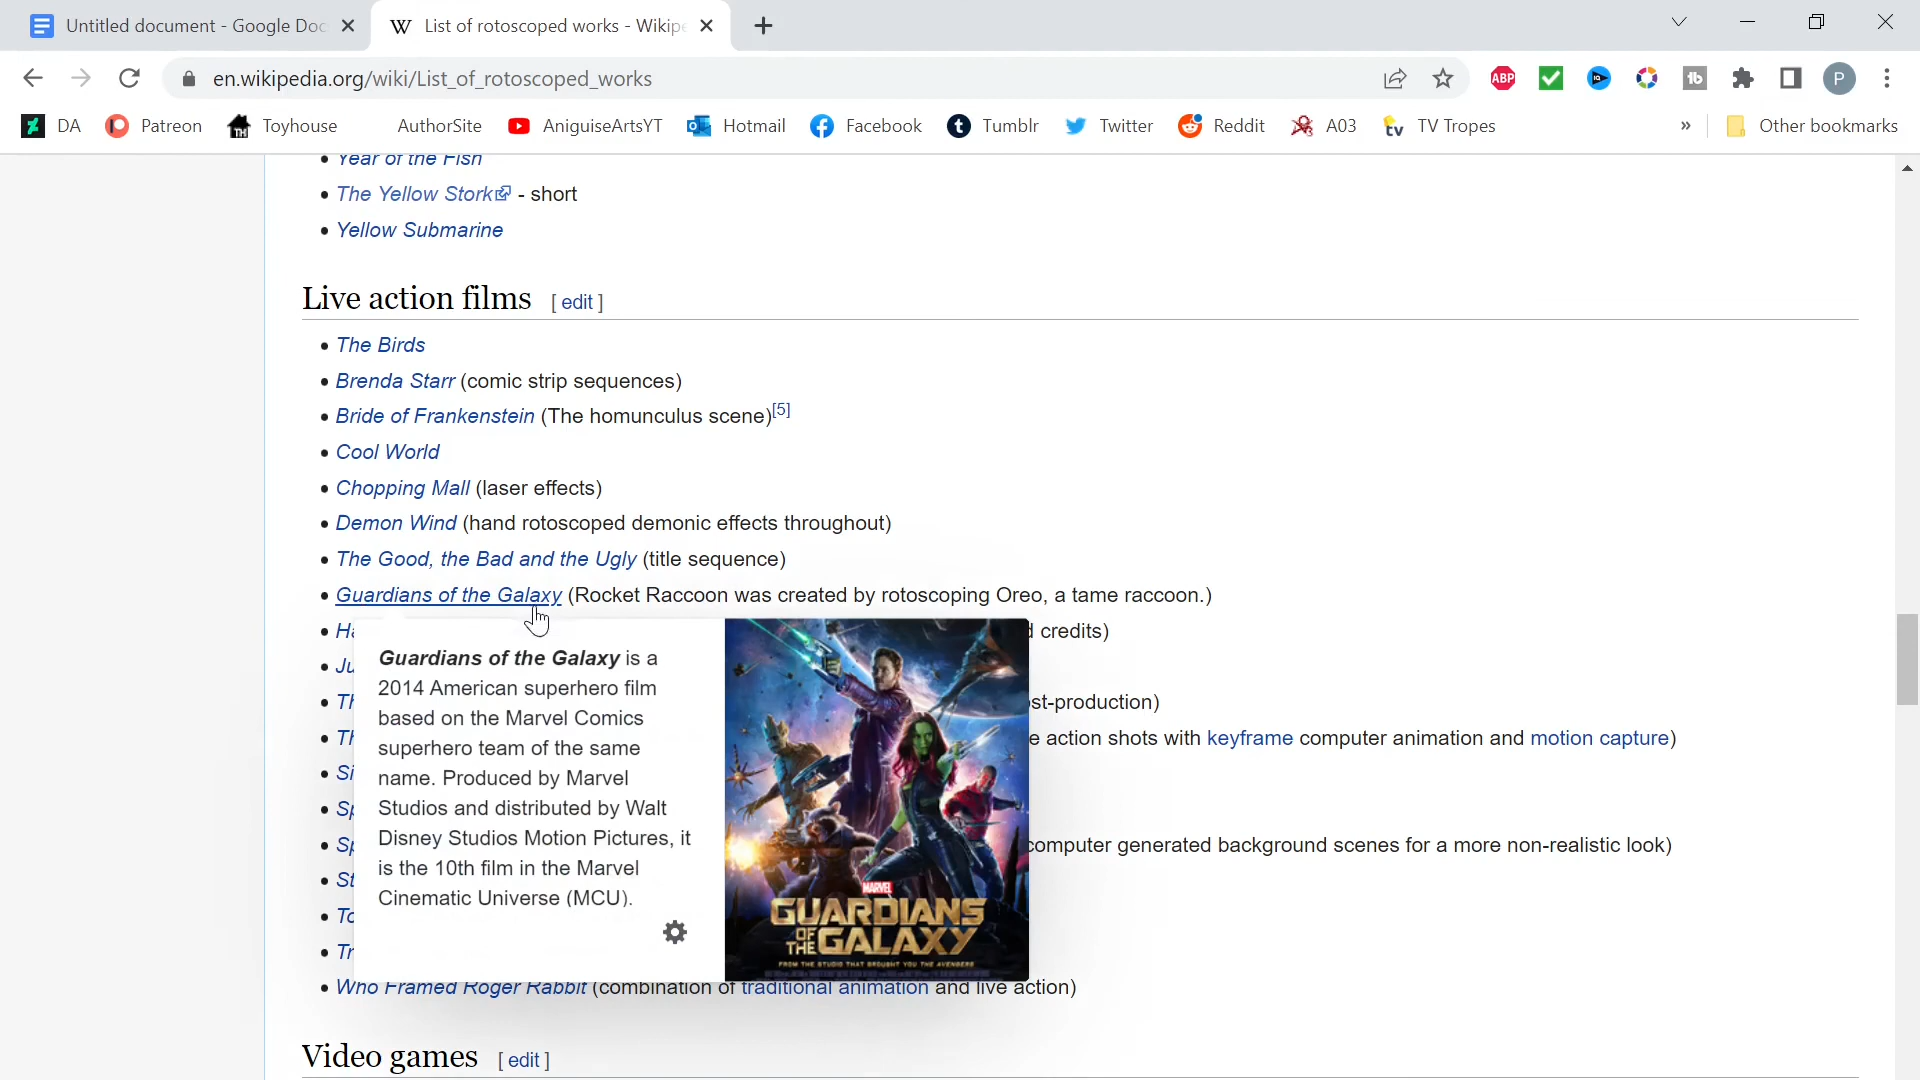 Untitled document - Google Doc
List of rotoscoped works - Wikipe
en.wikipedia.org/wiki/List_of_rotoscoped_works
ABP
P
DA
Patreon
TH
Toyhouse
AuthorSite
AniguiseArtsYT
Hotmail
Facebook
Tumblr
Twitter
Reddit
A03
TV Tropes
»
Other bookmarks
Year of the Fish
The Yellow Stork - short
Yellow Submarine
Live action films [ edit ]
The Birds
Brenda Starr (comic strip sequences)
Bride of Frankenstein (The homunculus scene)[5]
Cool World
Chopping Mall (laser effects)
Demon Wind (hand rotoscoped demonic effects throughout)
The Good, the Bad and the Ugly (title sequence)
Guardians of the Galaxy (Rocket Raccoon was created by rotoscoping Oreo, a tame raccoon.)
credits)
st-production)
e action shots with keyframe computer animation and motion capture)
computer generated background scenes for a more non-realistic look)
Guardians of the Galaxy is a
2014 American superhero film
based on the Marvel Comics
superhero team of the same
name. Produced by Marvel
Studios and distributed by Walt
Disney Studios Motion Pictures, it
is the 10th film in the Marvel
Cinematic Universe (MCU).
MARVEL
GUARDIANS
OF THE GALAXY
FROM THE STUDIO THAT BROUGHT YOU THE AVENGERS
Who Framed Roger Rabbit (combination of traditional animation and live action)
Video games [ edit ]